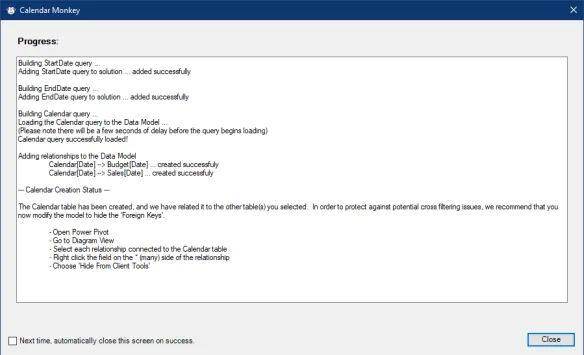 Calendar Monkey
Progress:
Building StartDate query ...
Adding StartDate query to solution ... added successfully
Building EndDate query ...
Adding EndDate query to solution ... added successfully
Building Calendar query ...
Loading the Calendar query to the Data Model ...
(Please note there will be a few seconds of delay before the query begins loading)
Calendar query successfully loaded!
Adding relationships to the Data Model
Calendar[Date] --> Budget[Date] ... created successfully
Calendar[Date] --> Sales[Date] ... created successfully
--- Calendar Creation Status ---
The Calendar table has been created, and we have related it to the other table(s) you selected. In order to protect against potential cross filtering issues, we recommend that you
now modify the model to hide the 'Foreign Keys'.
- Open Power Pivot
- Go to Diagram View
- Select each relationship connected to the Calendar table
- Right click the field on the * (many) side of the relationship
- Choose 'Hide From Client Tools'
Next time, automatically close this screen on success.
Close